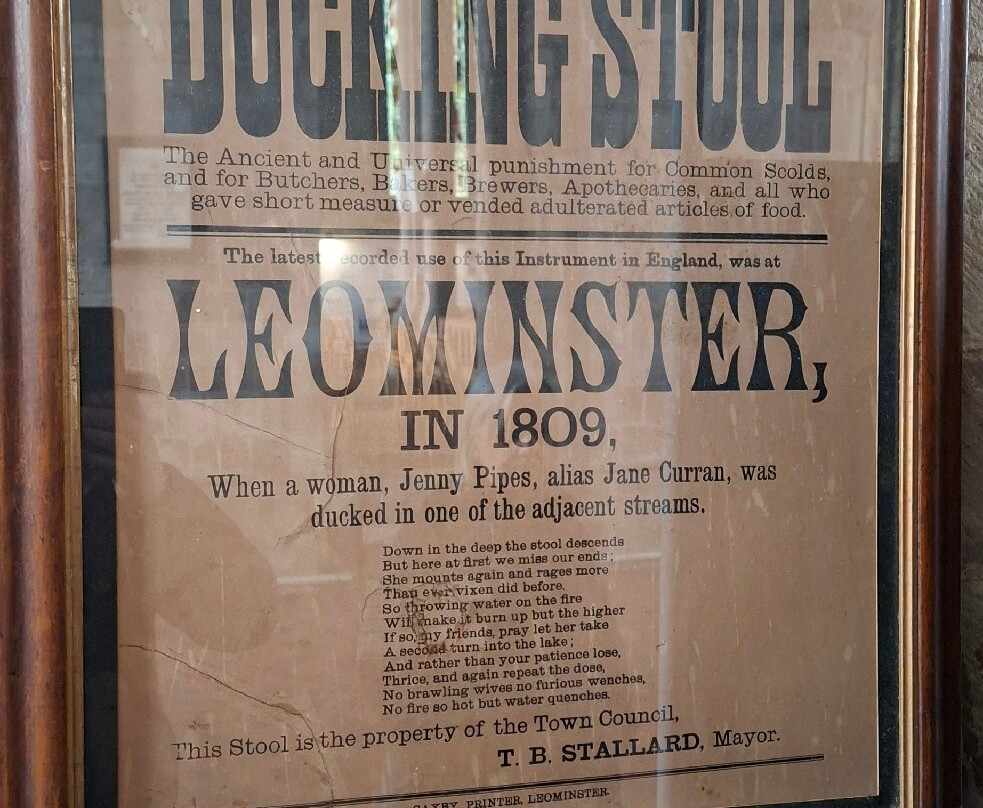 DUCKING STOOL
The Ancient and Universal punishment for Common Scolds,
and for Butchers, Bakers, Brewers, Apothecaries, and all who
gave short measure or vended adulterated articles of food.
The latest recorded use of this Instrument in England, was at
LEOMINSTER,
IN 1809,
When a woman, Jenny Pipes, alias Jane Curran, was
ducked in one of the adjacent streams.
Down in the deep the stool descends
But here at first we miss our ends;
She mounts again and rages more
Than ever vixen did before.
So throwing water on the fire
Will make it burn up but the higher
If so, my friends, pray let her take
A second turn into the lake;
And rather than your patience lose,
Thrice, and again repeat the dose,
No brawling wives no furious wenches,
No fire so hot but water quenches.
This Stool is the property of the Town Council,
T. B. STALLARD, Mayor.
PRINTER, LEOMINSTER.